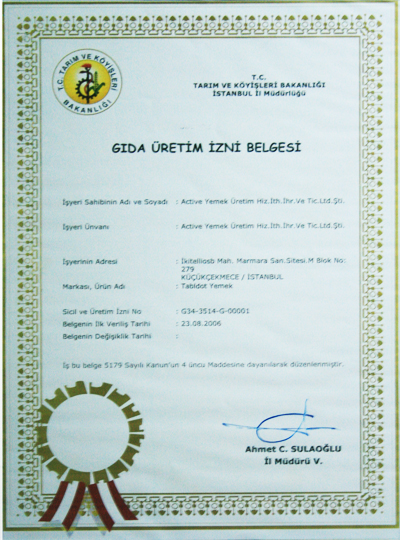 T.C. TARIM VE KÖYİŞLERİ
BAKANLIĞI
T.C.
TARIM VE KÖYİŞLERİ BAKANLIĞI
İSTANBUL İl Müdürlüğü
GIDA ÜRETİM İZNİ BELGESİ
İşyeri Sahibinin Adı ve Soyadı : Active Yemek Üretim Hiz.İth.İhr.Ve Tic.Ltd.Şti.
İşyeri Ünvanı : Active Yemek Üretim Hiz.İth.İhr.Ve Tic.Ltd.Şti.
İşyerinin Adresi : İkitelliosb Mah. Marmara San.Sitesi.M Blok No:
279
KÜÇÜKÇEKMECE / İSTANBUL
Markası, Ürün Adı : Tabldot Yemek
Sicil ve Üretim İzni No : G34-3514-G-00001
Belgenin İlk Veriliş Tarihi : 23.08.2006
Belgenin Değişiklik Tarihi :
İş bu belge 5179 Sayılı Kanun'un 4 üncü Maddesine dayanılarak düzenlenmiştir.
Ahmet C. SULAOĞLU
İl Müdürü V.